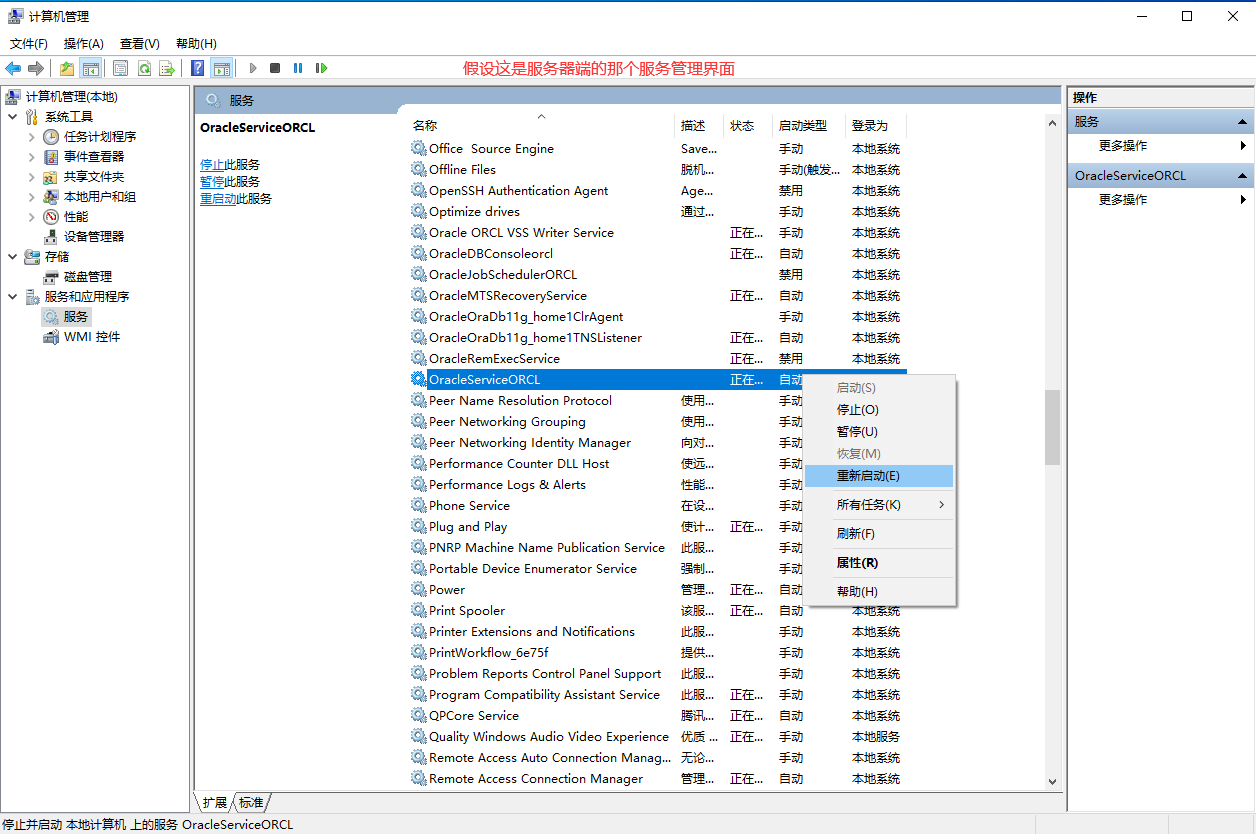 计算机管理
文件(F) 操作(A) 查看(V) 帮助(H)
假设这是服务器端的那个服务管理界面
计算机管理(本地)
系统工具
任务计划程序
事件查看器
共享文件夹
本地用户和组
性能
设备管理器
存储
磁盘管理
服务和应用程序
服务
WMI 控件
服务
OracleServiceORCL
停止此服务
暂停此服务
重启动此服务
名称 描述 状态 启动类型 登录为
Office Source Engine Save... 手动 本地系统
Offline Files 脱机... 手动(触发... 本地系统
OpenSSH Authentication Agent Age... 禁用 本地系统
Optimize drives 通过... 手动 本地系统
Oracle ORCL VSS Writer Service 正在... 手动 本地系统
OracleDBConsoleorcl 正在... 自动 本地系统
OracleJobSchedulerORCL 禁用 本地系统
OracleMTSRecoveryService 正在... 自动 本地系统
OracleOraDb11g_home1ClrAgent 手动 本地系统
OracleOraDb11g_home1TNSListener 正在... 自动 本地系统
OracleRemExecService 正在... 禁用 本地系统
OracleServiceORCL 正在... 自动
Peer Name Resolution Protocol 使用... 手动
Peer Networking Grouping 使用... 手动
Peer Networking Identity Manager 向对... 手动
Performance Counter DLL Host 使远... 手动
Performance Logs & Alerts 性能... 手动
Phone Service 在设... 手动
Plug and Play 使计... 正在... 手动
PNRP Machine Name Publication Service 此服... 手动
Portable Device Enumerator Service 强制... 手动
Power 管理... 正在... 自动
Print Spooler 该服... 正在... 自动 本地系统
Printer Extensions and Notifications 此服... 手动 本地系统
PrintWorkflow_6e75f 提供... 手动 本地系统
Problem Reports Control Panel Support 此服... 手动 本地系统
Program Compatibility Assistant Service 此服... 正在... 手动 本地系统
QPCore Service 腾讯... 正在... 自动 本地系统
Quality Windows Audio Video Experience 优质 ... 正在... 手动 本地服务
Remote Access Auto Connection Manag... 无论... 手动 本地系统
Remote Access Connection Manager 管理... 正在... 自动 本地系统
启动(S)
停止(O)
暂停(U)
恢复(M)
重新启动(E)
所有任务(K)
刷新(F)
属性(R)
帮助(H)
操作
服务
更多操作
OracleServiceORCL
更多操作
扩展 标准
停止并启动 本地计算机 上的服务 OracleServiceORCL